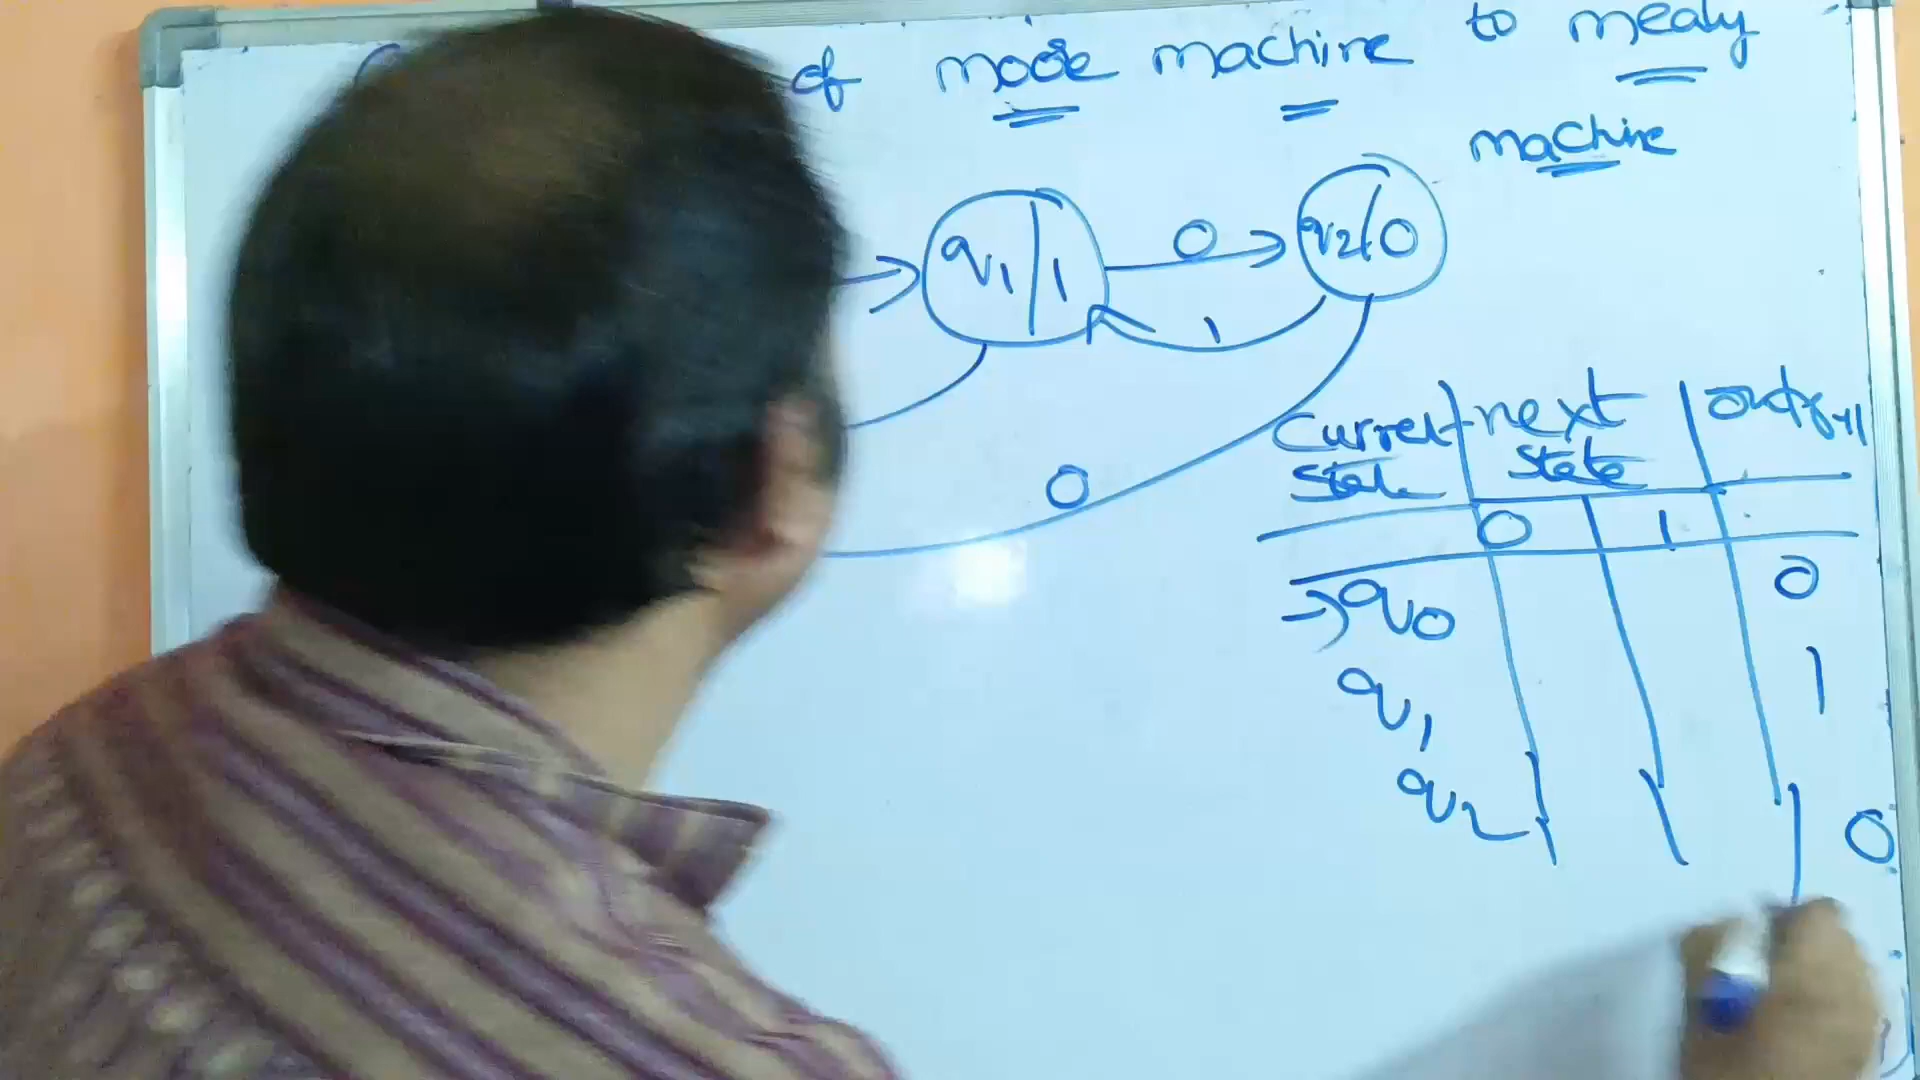 of moore machine to mealy
machine
q1/1
0
q2/0
1
0
Current state
next state
0
1
0
→q0
1
q1
q2
0